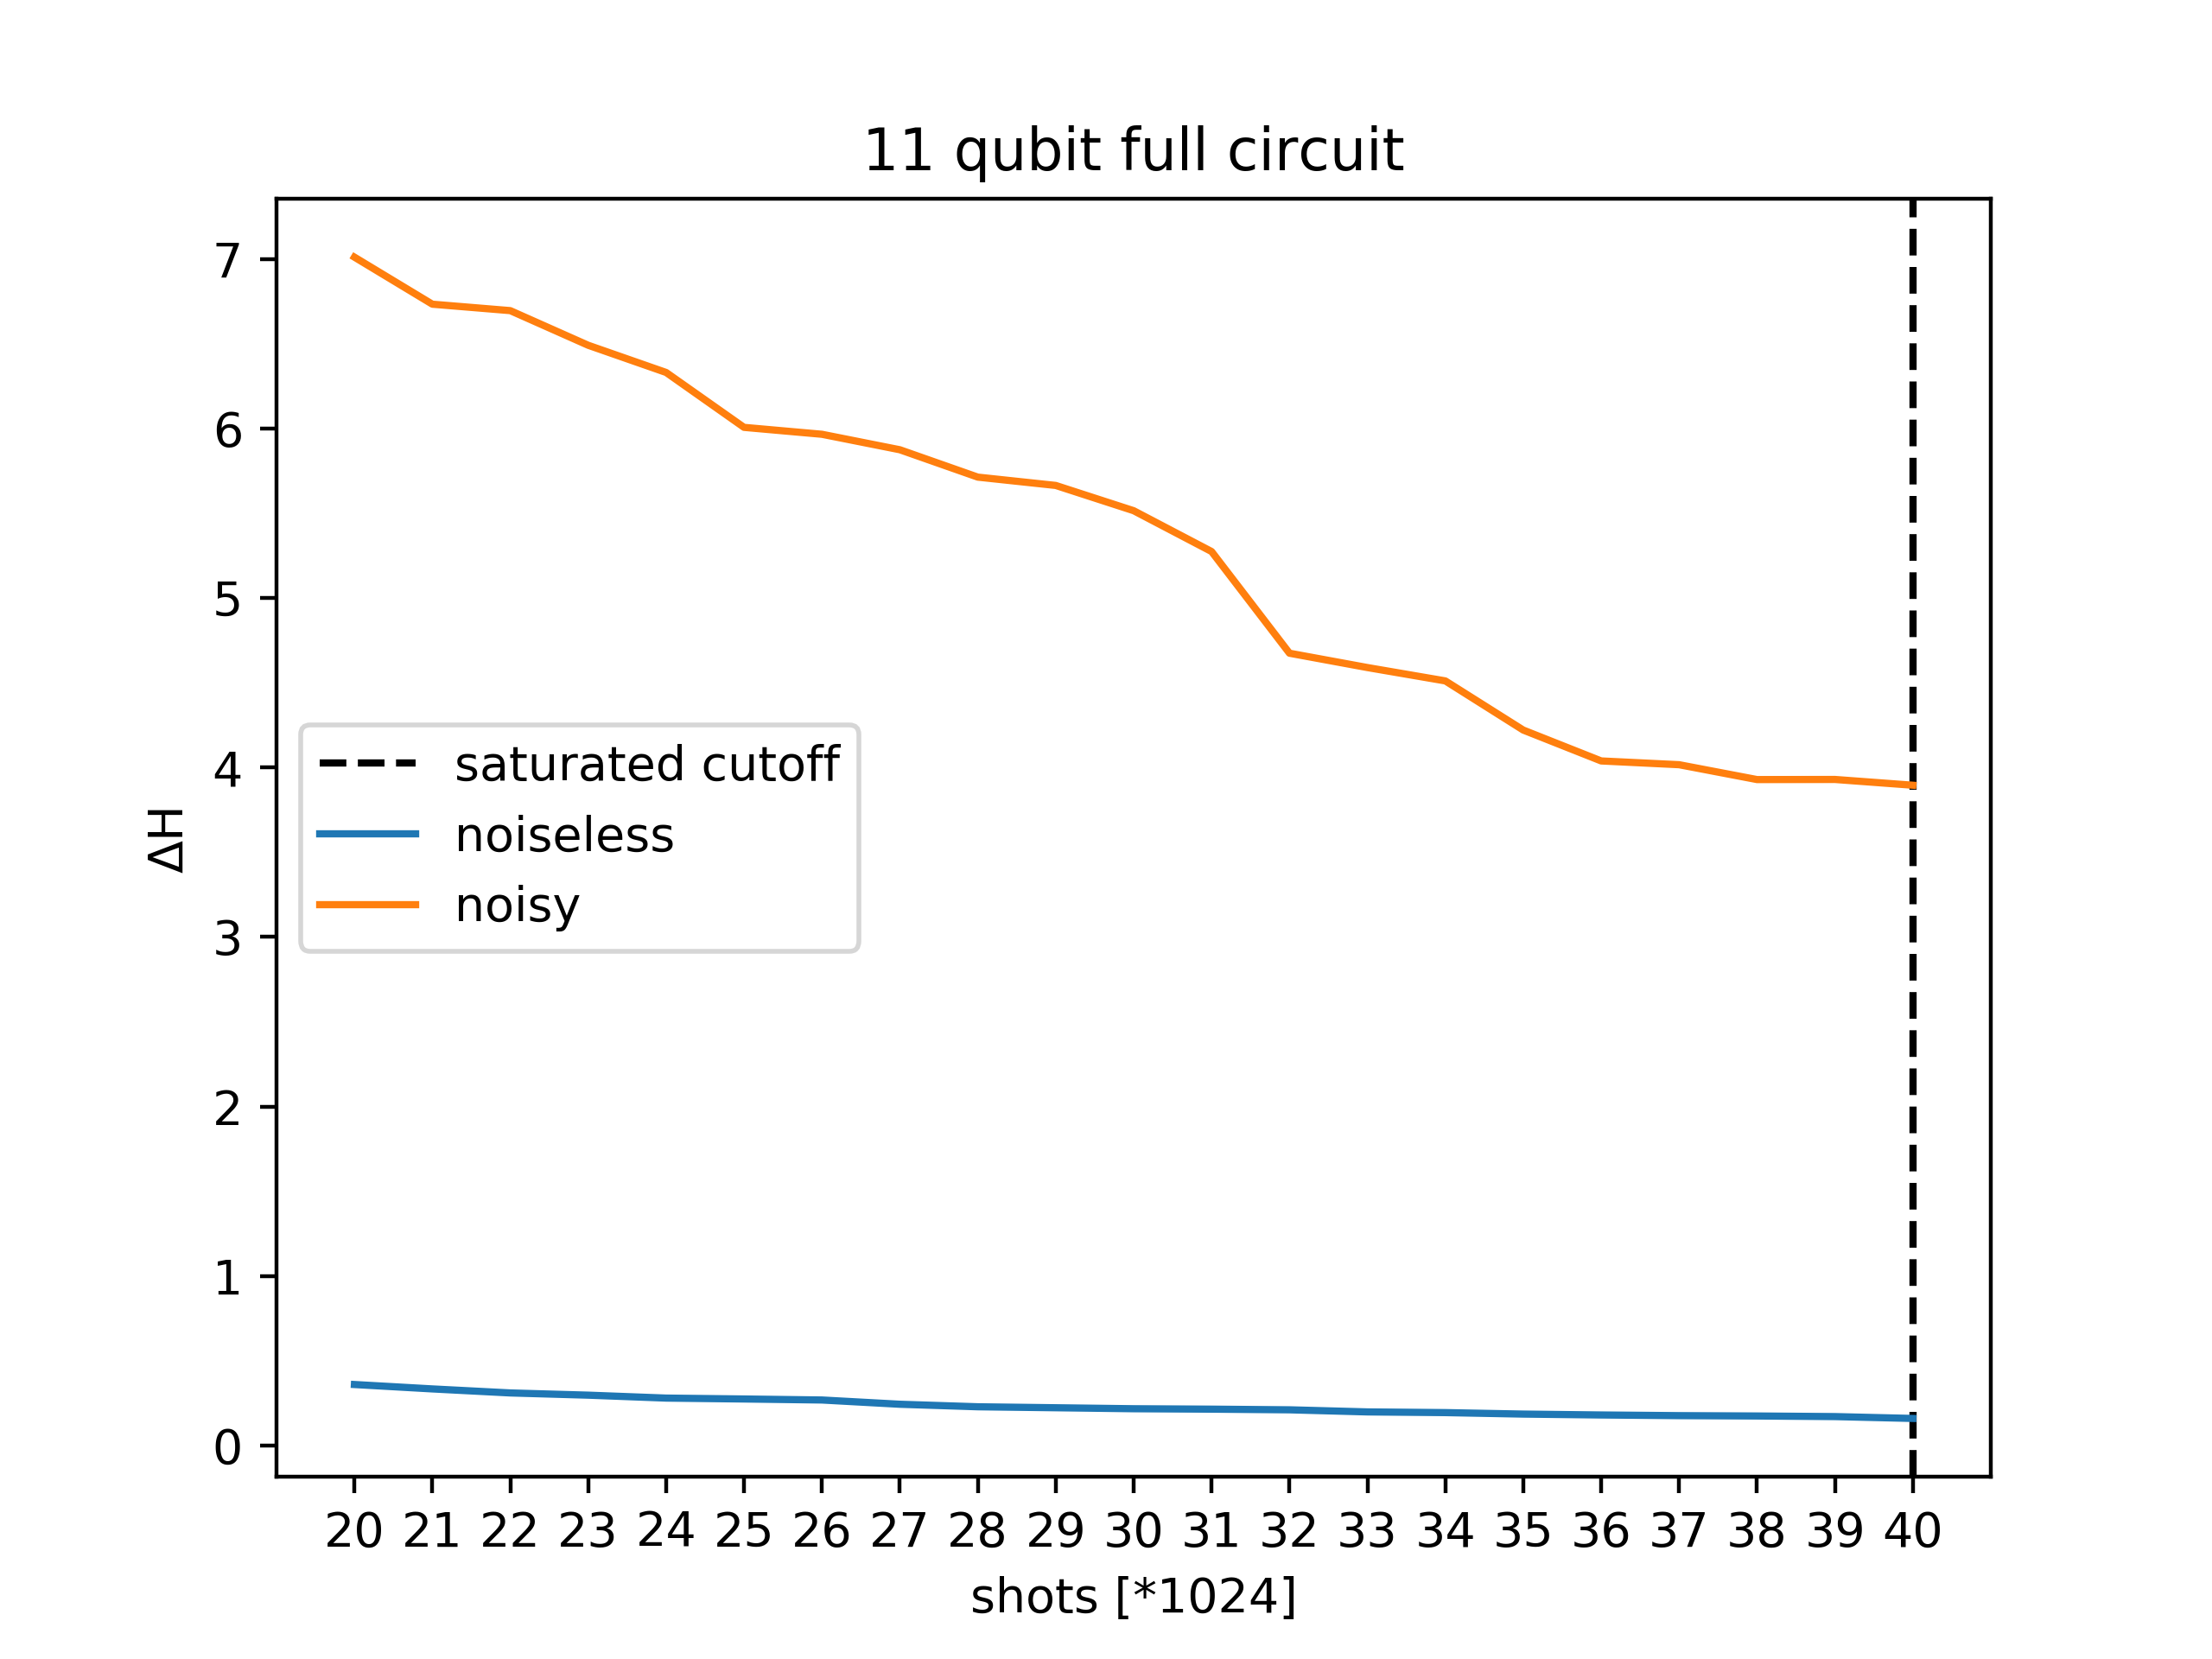 11 qubit full circuit
7
6
5
4
3
2
1
0
ΔH
saturated cutoff
noiseless
noisy
20 21 22 23 24 25 26 27 28 29 30 31 32 33 34 35 36 37 38 39 40
shots [*1024]